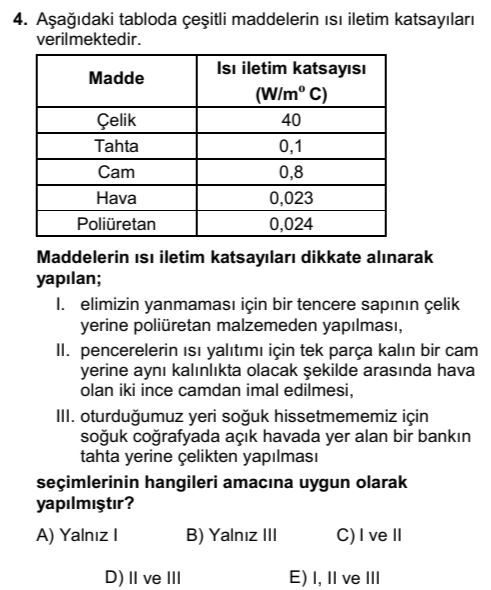 4. Aşağıdaki tabloda çeşitli maddelerin ısı iletim katsayıları
verilmektedir.
Madde Isı iletim katsayısı
(W/m° C)
Çelik 40
Tahta 0,1
Cam 0,8
Hava 0,023
Poliüretan 0,024
Maddelerin ısı iletim katsayıları dikkate alınarak
yapılan;
I. elimizin yanmaması için bir tencere sapının çelik
yerine poliüretan malzemeden yapılması,
II. pencerelerin ısı yalıtımı için tek parça kalın bir cam
yerine aynı kalınlıkta olacak şekilde arasında hava
olan iki ince camdan imal edilmesi,
III. oturduğumuz yeri soğuk hissetmememiz için
soğuk coğrafyada açık havada yer alan bir bankın
tahta yerine çelikten yapılması
seçimlerinin hangileri amacına uygun olarak
yapılmıştır?
A) Yalnız I B) Yalnız III C) I ve II
D) II ve III E) I, II ve III